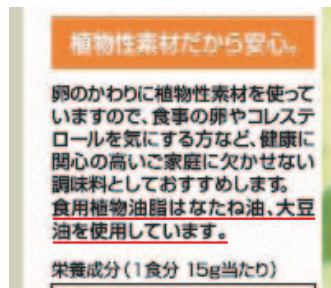 植物性素材だから安心。
卵のかわりに植物性素材を使って
いますので、食事の卵やコレステ
ロールを気にする方など、健康に
関心の高いご家庭に欠かせない
調味料としておすすめします。
食用植物油脂はなたね油、大豆
油を使用しています。
栄養成分（1食分 15g当たり）